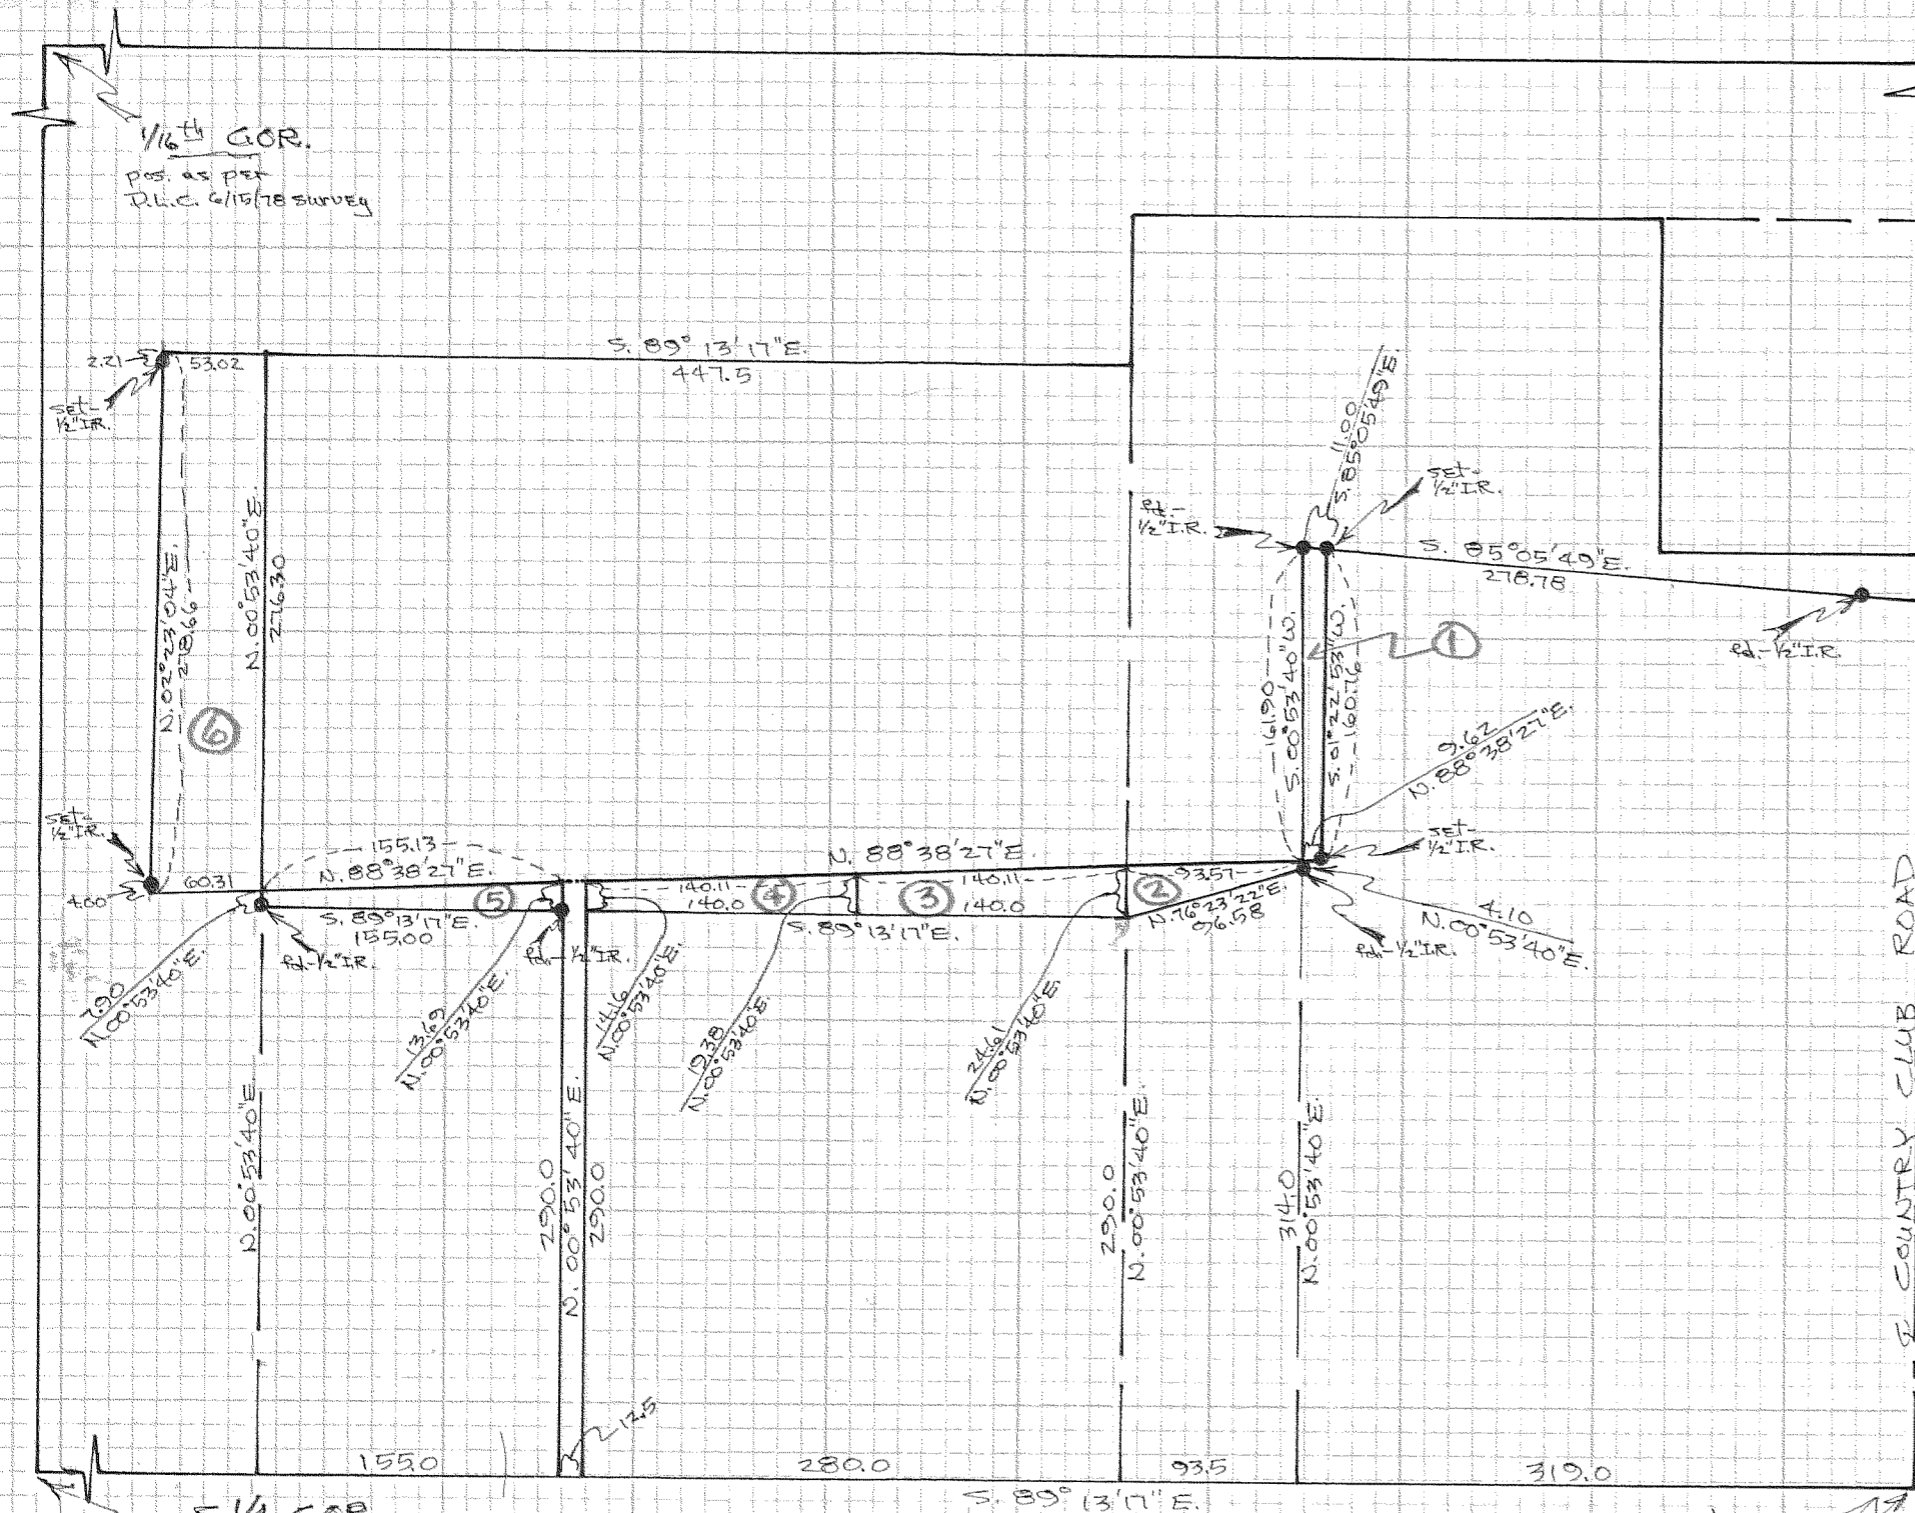 1/16th COR.
pos. as per
D.L.C. 6/15/78 survey
S. 89° 13' 17" E.
447.5
2.21
53.02
set-
1/2" I.R.
N. 02° 23' 04" E.
278.66
N. 00° 53' 40" E.
276.30
6
11.00
S. 85° 05' 49" E.
set-
1/2" I.R.
fd.-
1/2" I.R.
S. 85° 05' 49" E.
278.78
fd.-1/2" I.R.
1
161.90
S. 00° 53' 40" W.
S. 01° 22' 53" W.
160.76
9.62
N. 88° 38' 27" E.
set-
1/2" I.R.
set-
1/2" I.R.
4.00
60.31
155.13
N. 88° 38' 27" E.
5
S. 89° 13' 17" E.
155.00
fd.-1/2" I.R.
fd.-1/2" I.R.
N. 88° 38' 27" E.
140.11
4
140.0
140.11
3
140.0
S. 89° 13' 17" E.
2
93.57
N. 76° 23' 22" E.
96.58
4.10
N. 00° 53' 40" E.
fd.-1/2" I.R.
7.90
N. 00° 53' 40" E.
13.69
N. 00° 53' 40" E.
14.16
N. 00° 53' 40" E.
19.38
N. 00° 53' 40" E.
24.61
N. 00° 53' 40" E.
N. 00° 53' 40" E.
290.0
N. 00° 53' 40" E.
290.0
290.0
N. 00° 53' 40" E.
314.0
N. 00° 53' 40" E.
COUNTRY CLUB ROAD
12.5
155.0
280.0
93.5
319.0
S. 89° 13' 17" E.
1/4 COR